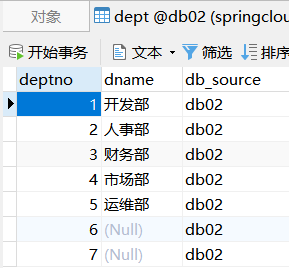 对象 dept @db02 (springclou
开始事务 文本 筛选 排序
deptno dname db_source
1 开发部 db02
2 人事部 db02
3 财务部 db02
4 市场部 db02
5 运维部 db02
6 (Null) db02
7 (Null) db02